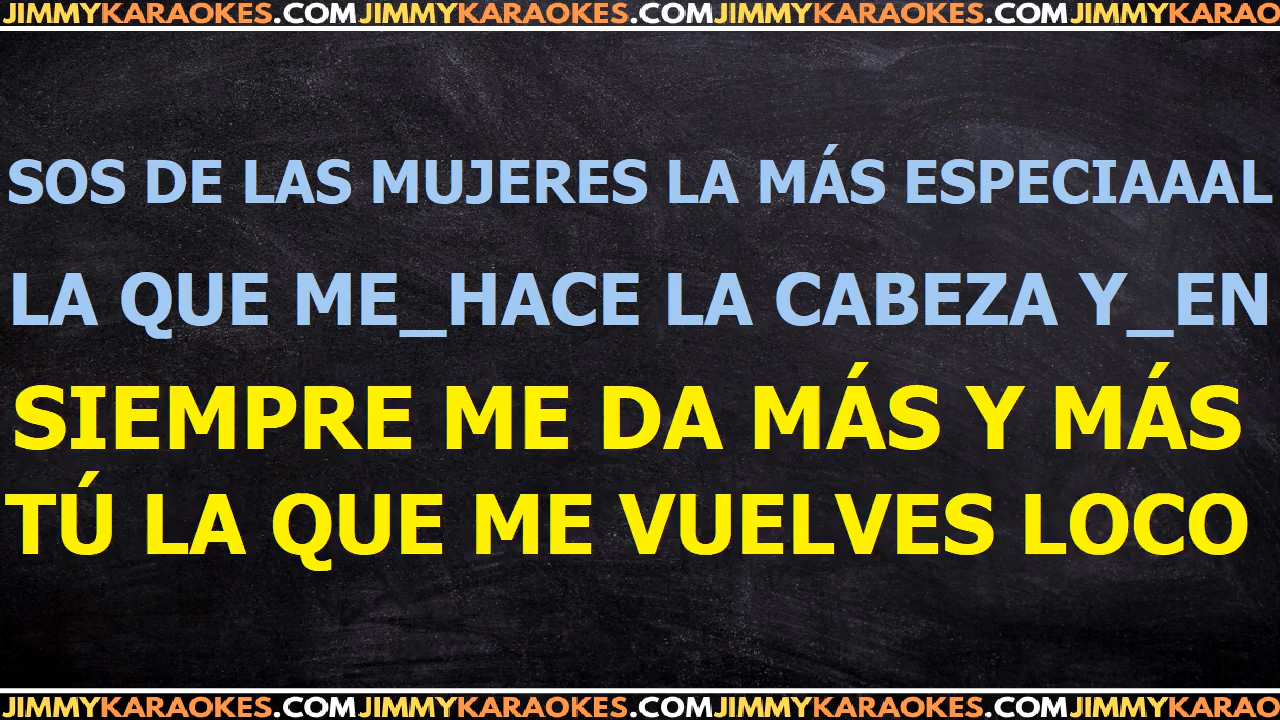 JIMMYKARAOKES.COMJIMMYKARAOKES.COMJIMMYKARAOKES.COMJIMMYKARAO
SOS DE LAS MUJERES LA MÁS ESPECIAAAL
LA QUE ME_HACE LA CABEZA Y_EN
SIEMPRE ME DA MÁS Y MÁS
TÚ LA QUE ME VUELVES LOCO
JIMMYKARAOKES.COMJIMMYKARAOKES.COMJIMMYKARAOKES.COMJIMMYKARAO